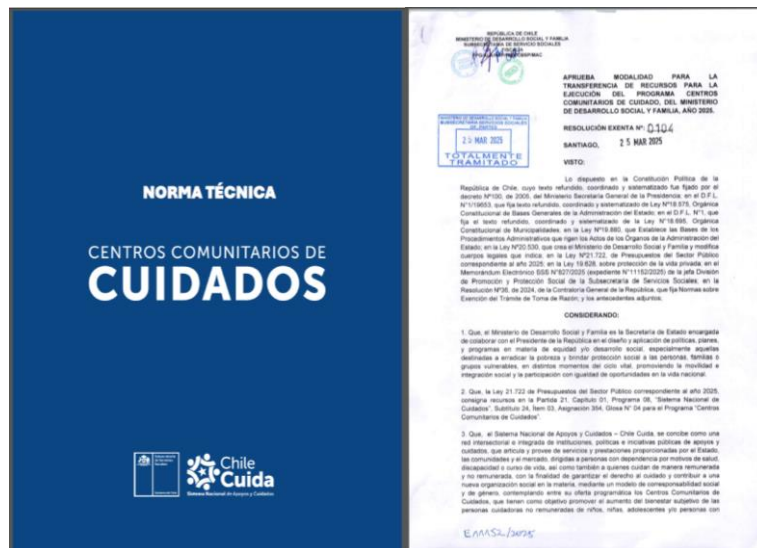 NORMA TÉCNICA
CENTROS COMUNITARIOS DE
CUIDADOS
Chile
Cuida
Sistema Nacional de Apoyos y Cuidados
REPÚBLICA DE CHILE
MINISTERIO DE DESARROLLO SOCIAL Y FAMILIA
SUBSECRETARÍA DE SERVICIO SOCIALES
FISCALÍA
APRUEBA MODALIDAD PARA LA
TRANSFERENCIA DE RECURSOS PARA LA
EJECUCIÓN DEL PROGRAMA CENTROS
COMUNITARIOS DE CUIDADO, DEL MINISTERIO
DE DESARROLLO SOCIAL Y FAMILIA, AÑO 2025.
RESOLUCIÓN EXENTA Nº: 0104
SANTIAGO, 25 MAR 2025
MAR 2025
TOTALMENTE
TRAMITADO
VISTO:
Lo dispuesto en la Constitución Política de la
República de Chile, cuyo texto refundido, coordinado y sistematizado fue fijado por el
decreto Nº100, de 2005, del Ministerio Secretaría General de la Presidencia; en el D.F.L.
N°1/19653, que fija texto refundido, coordinado y sistematizado de Ley Nº18.575, Orgánica
Constitucional de Bases Generales de la Administración del Estado; en el D.F.L. Nº1, que
fija el texto refundido, coordinado y sistematizado de la Ley Nº18.695, Orgánica
Constitucional de Municipalidades; en la Ley Nº19.880, que Establece las Bases de los
Procedimientos Administrativos que rigen los Actos de los Órganos de la Administración del
Estado; en la Ley Nº20.530, que crea el Ministerio de Desarrollo Social y Familia y modifica
cuerpos legales que indica; en la Ley Nº21.722, de Presupuestos del Sector Público
correspondiente al año 2025; en la Ley 19.628, sobre protección de la vida privada; en el
Memorándum Electrónico SSS N°827/2025 (expediente N°11152/2025) de la jefa División
de Promoción y Protección Social de la Subsecretaría de Servicios Sociales; en la
Resolución Nº36, de 2024, de la Contraloría General de la República, que fija Normas sobre
Exención del Trámite de Toma de Razón; y los antecedentes adjuntos.
CONSIDERANDO:
1. Que, el Ministerio de Desarrollo Social y Familia es la Secretaría de Estado encargada
de colaborar con el Presidente de la República en el diseño y aplicación de políticas, planes,
y programas en materia de equidad y/o desarrollo social, especialmente aquellas
destinadas a erradicar la pobreza y brindar protección social a las personas, familias o
grupos vulnerables, en distintos momentos del ciclo vital, promoviendo la movilidad e
integración social y la participación con igualdad de oportunidades en la vida nacional.
2. Que, la Ley 21.722 de Presupuestos del Sector Público correspondiente al año 2025,
consigna recursos en la Partida 21, Capítulo 01, Programa 08, "Sistema Nacional de
Cuidados", Subtítulo 24, Ítem 03, Asignación 354, Glosa N° 04 para el Programa "Centros
Comunitarios de Cuidados".
3. Que, el Sistema Nacional de Apoyos y Cuidados – Chile Cuida, se concibe como una
red intersectorial e integrada de instituciones, políticas e iniciativas públicas de apoyos y
cuidados, que articula y provee de servicios y prestaciones proporcionadas por el Estado,
las comunidades y el mercado, dirigidas a personas con dependencia por motivos de salud,
discapacidad o curso de vida, así como también a quienes cuidan de manera remunerada
y no remunerada, con la finalidad de garantizar el derecho al cuidado y contribuir a una
nueva organización social en la materia, mediante un modelo de corresponsabilidad social
y de género, contemplando entre su oferta programática los Centros Comunitarios de
Cuidados, que tienen como objetivo promover el aumento del bienestar subjetivo de las
personas cuidadoras no remuneradas de niños, niñas, adolescentes y/o personas con
E11152/2025